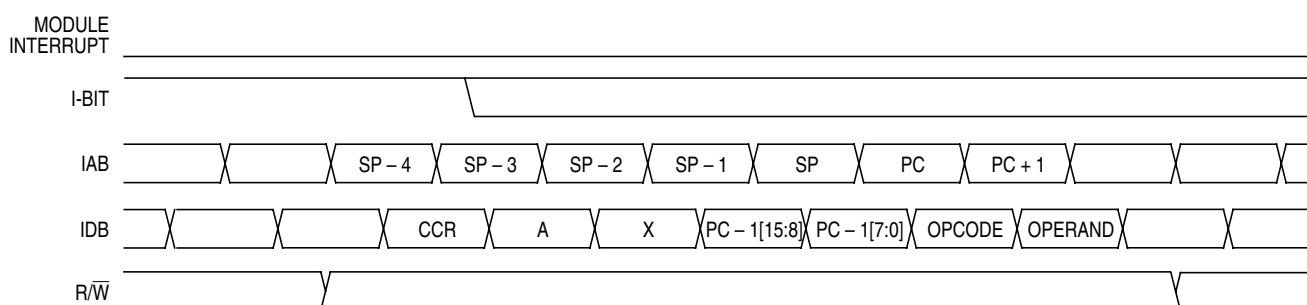 MODULE
INTERRUPT
I-BIT
IAB SP – 4 SP – 3 SP – 2 SP – 1 SP PC PC + 1
IDB CCR A X PC – 1[15:8] PC – 1[7:0] OPCODE OPERAND
R/W̅